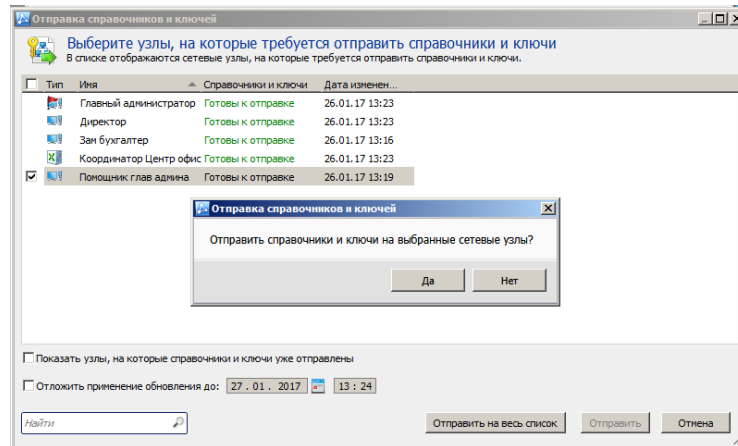 Отправка справочников и ключей
Выберите узлы, на которые требуется отправить справочники и ключи
В списке отображаются сетевые узлы, на которые требуется отправить справочники и ключи.
Тип Имя Справочники и ключи Дата изменен...
Главный администратор Готовы к отправке 26.01.17 13:23
Директор Готовы к отправке 26.01.17 13:23
Зам бухгалтер Готовы к отправке 26.01.17 13:16
Координатор Центр офис Готовы к отправке 26.01.17 13:23
Помощник глав админа Готовы к отправке 26.01.17 13:19
Отправка справочников и ключей
Отправить справочники и ключи на выбранные сетевые узлы?
Да Нет
Показать узлы, на которые справочники и ключи уже отправлены
Отложить применение обновления до: 27 . 01 . 2017 13 : 24
Найти Отправить на весь список Отправить Отмена